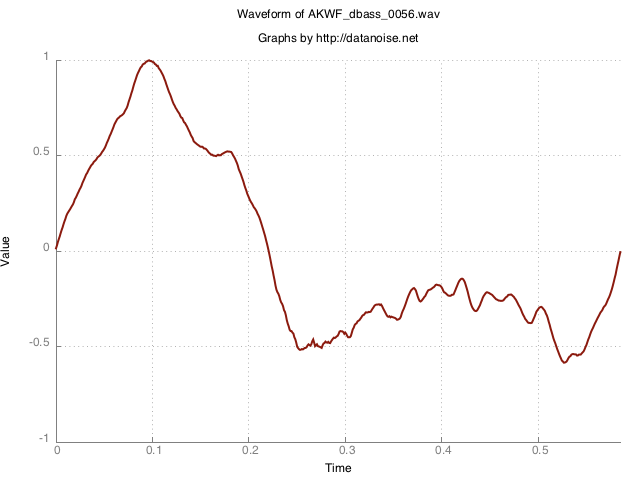 Waveform of AKWF_dbass_0056.wav
Graphs by http://datanoise.net
1
0.5
0
-0.5
-1
Value
0 0.1 0.2 0.3 0.4 0.5
Time